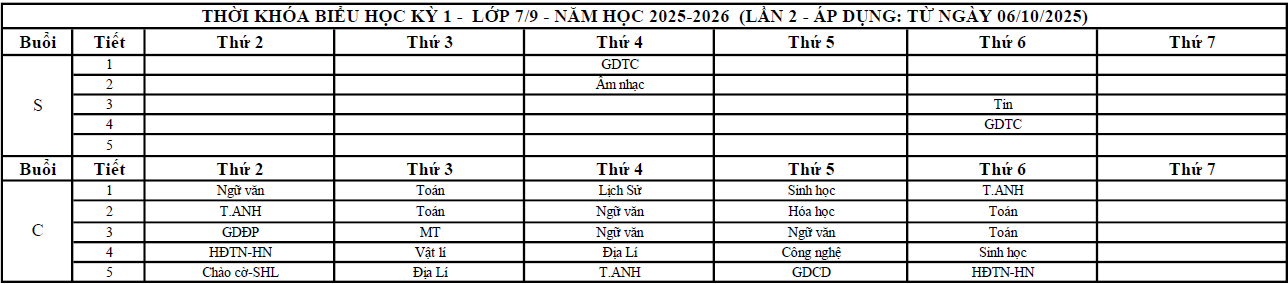 THỜI KHÓA BIỂU HỌC KỲ 1 - LỚP 7/9 - NĂM HỌC 2025-2026 (LẦN 2 - ÁP DỤNG: TỪ NGÀY 06/10/2025)
Buổi Tiết Thứ 2 Thứ 3 Thứ 4 Thứ 5 Thứ 6 Thứ 7
1 GDTC
2 Âm nhạc
S 3 Tin
4 GDTC
5
Buổi Tiết Thứ 2 Thứ 3 Thứ 4 Thứ 5 Thứ 6 Thứ 7
1 Ngữ văn Toán Lịch Sử Sinh học T.ANH
2 T.ANH Toán Ngữ văn Hóa học Toán
C 3 GDĐP MT Ngữ văn Ngữ văn Toán
4 HĐTN-HN Vật lí Địa Lí Công nghệ Sinh học
5 Chào cờ-SHL Địa Lí T.ANH GDCD HĐTN-HN